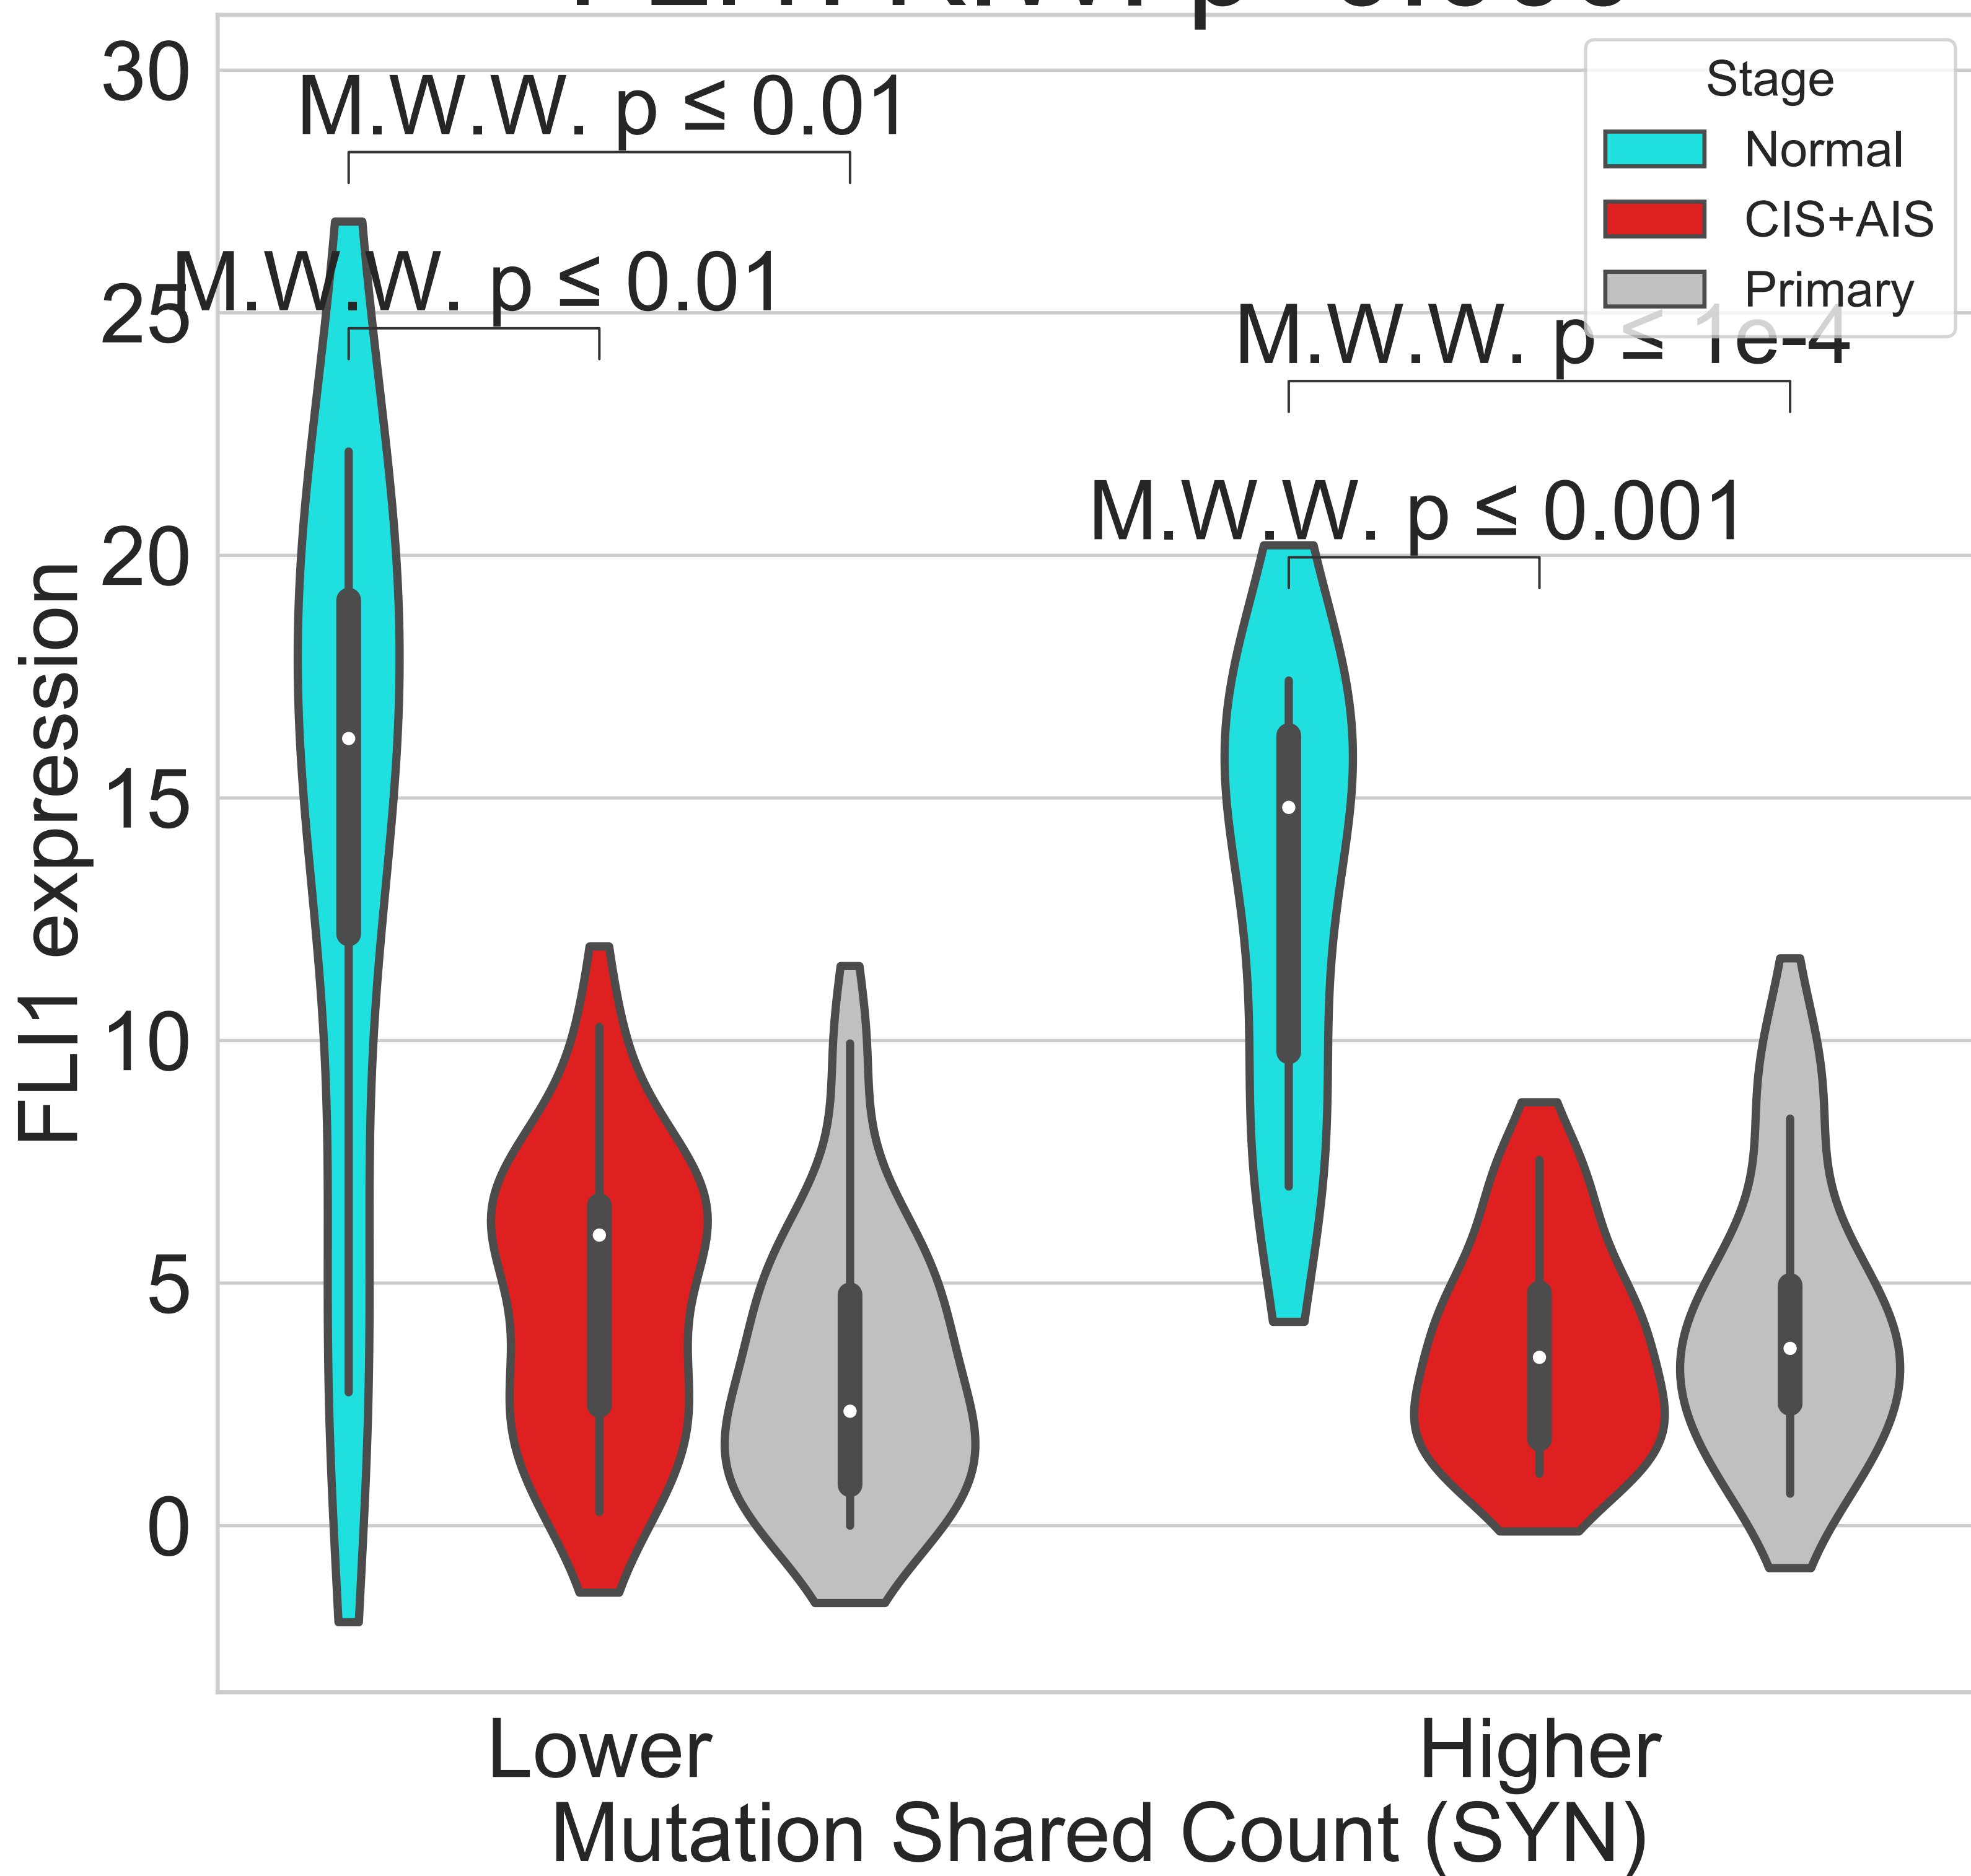 30
M.W.W. p ≤ 0.01
Stage
Normal
CIS+AIS
Primary
M.W.W. p ≤ 0.01
25
M.W.W. p ≤ 1e-4
M.W.W. p ≤ 0.001
20
15
10
5
0
FLI1 expression
Lower
Higher
Mutation Shared Count (SYN)